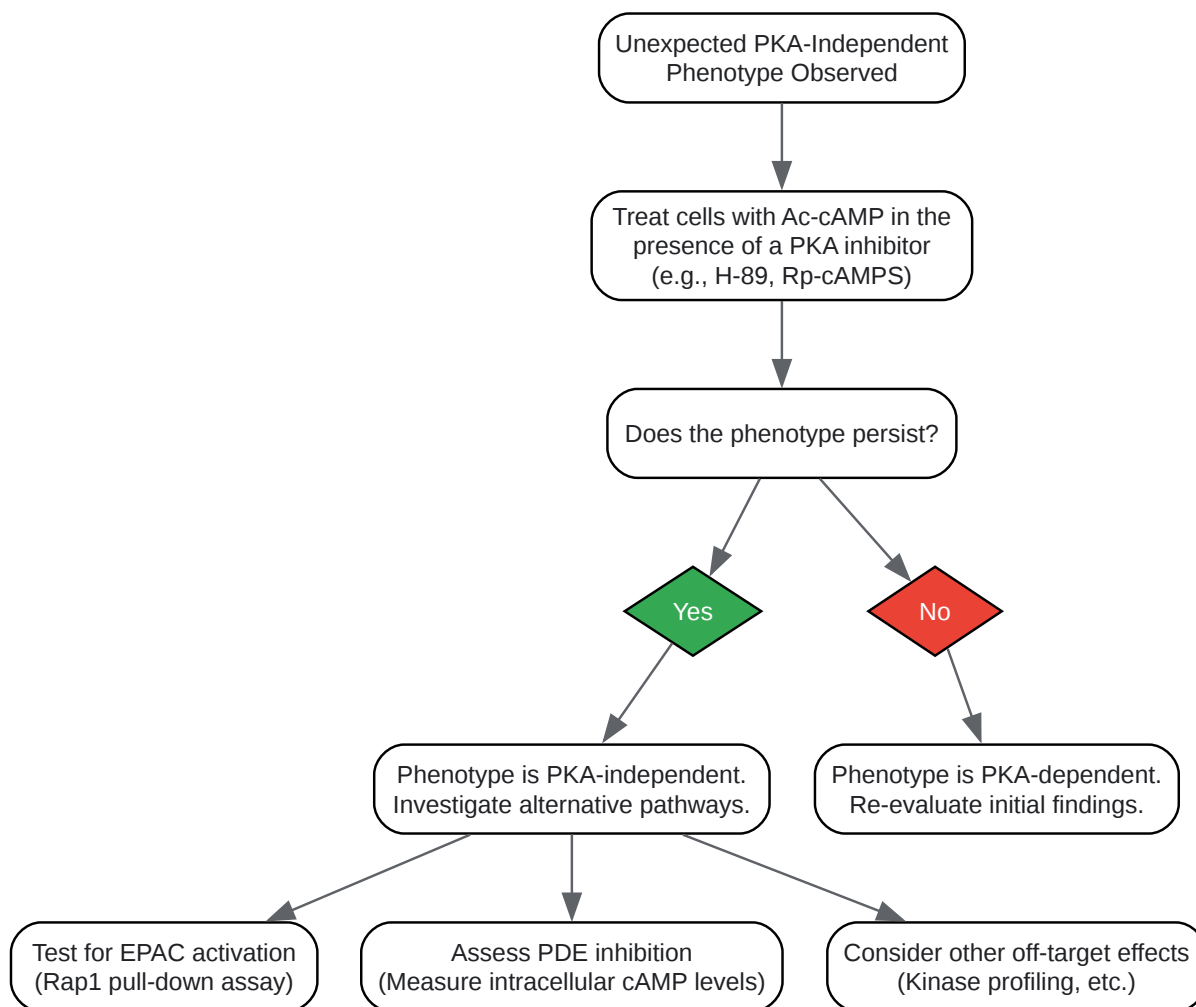 Unexpected PKA-Independent
Phenotype Observed
Treat cells with Ac-cAMP in the
presence of a PKA inhibitor
(e.g., H-89, Rp-cAMPS)
Does the phenotype persist?
Yes
No
Phenotype is PKA-independent.
Investigate alternative pathways.
Phenotype is PKA-dependent.
Re-evaluate initial findings.
Test for EPAC activation
(Rap1 pull-down assay)
Assess PDE inhibition
(Measure intracellular cAMP levels)
Consider other off-target effects
(Kinase profiling, etc.)